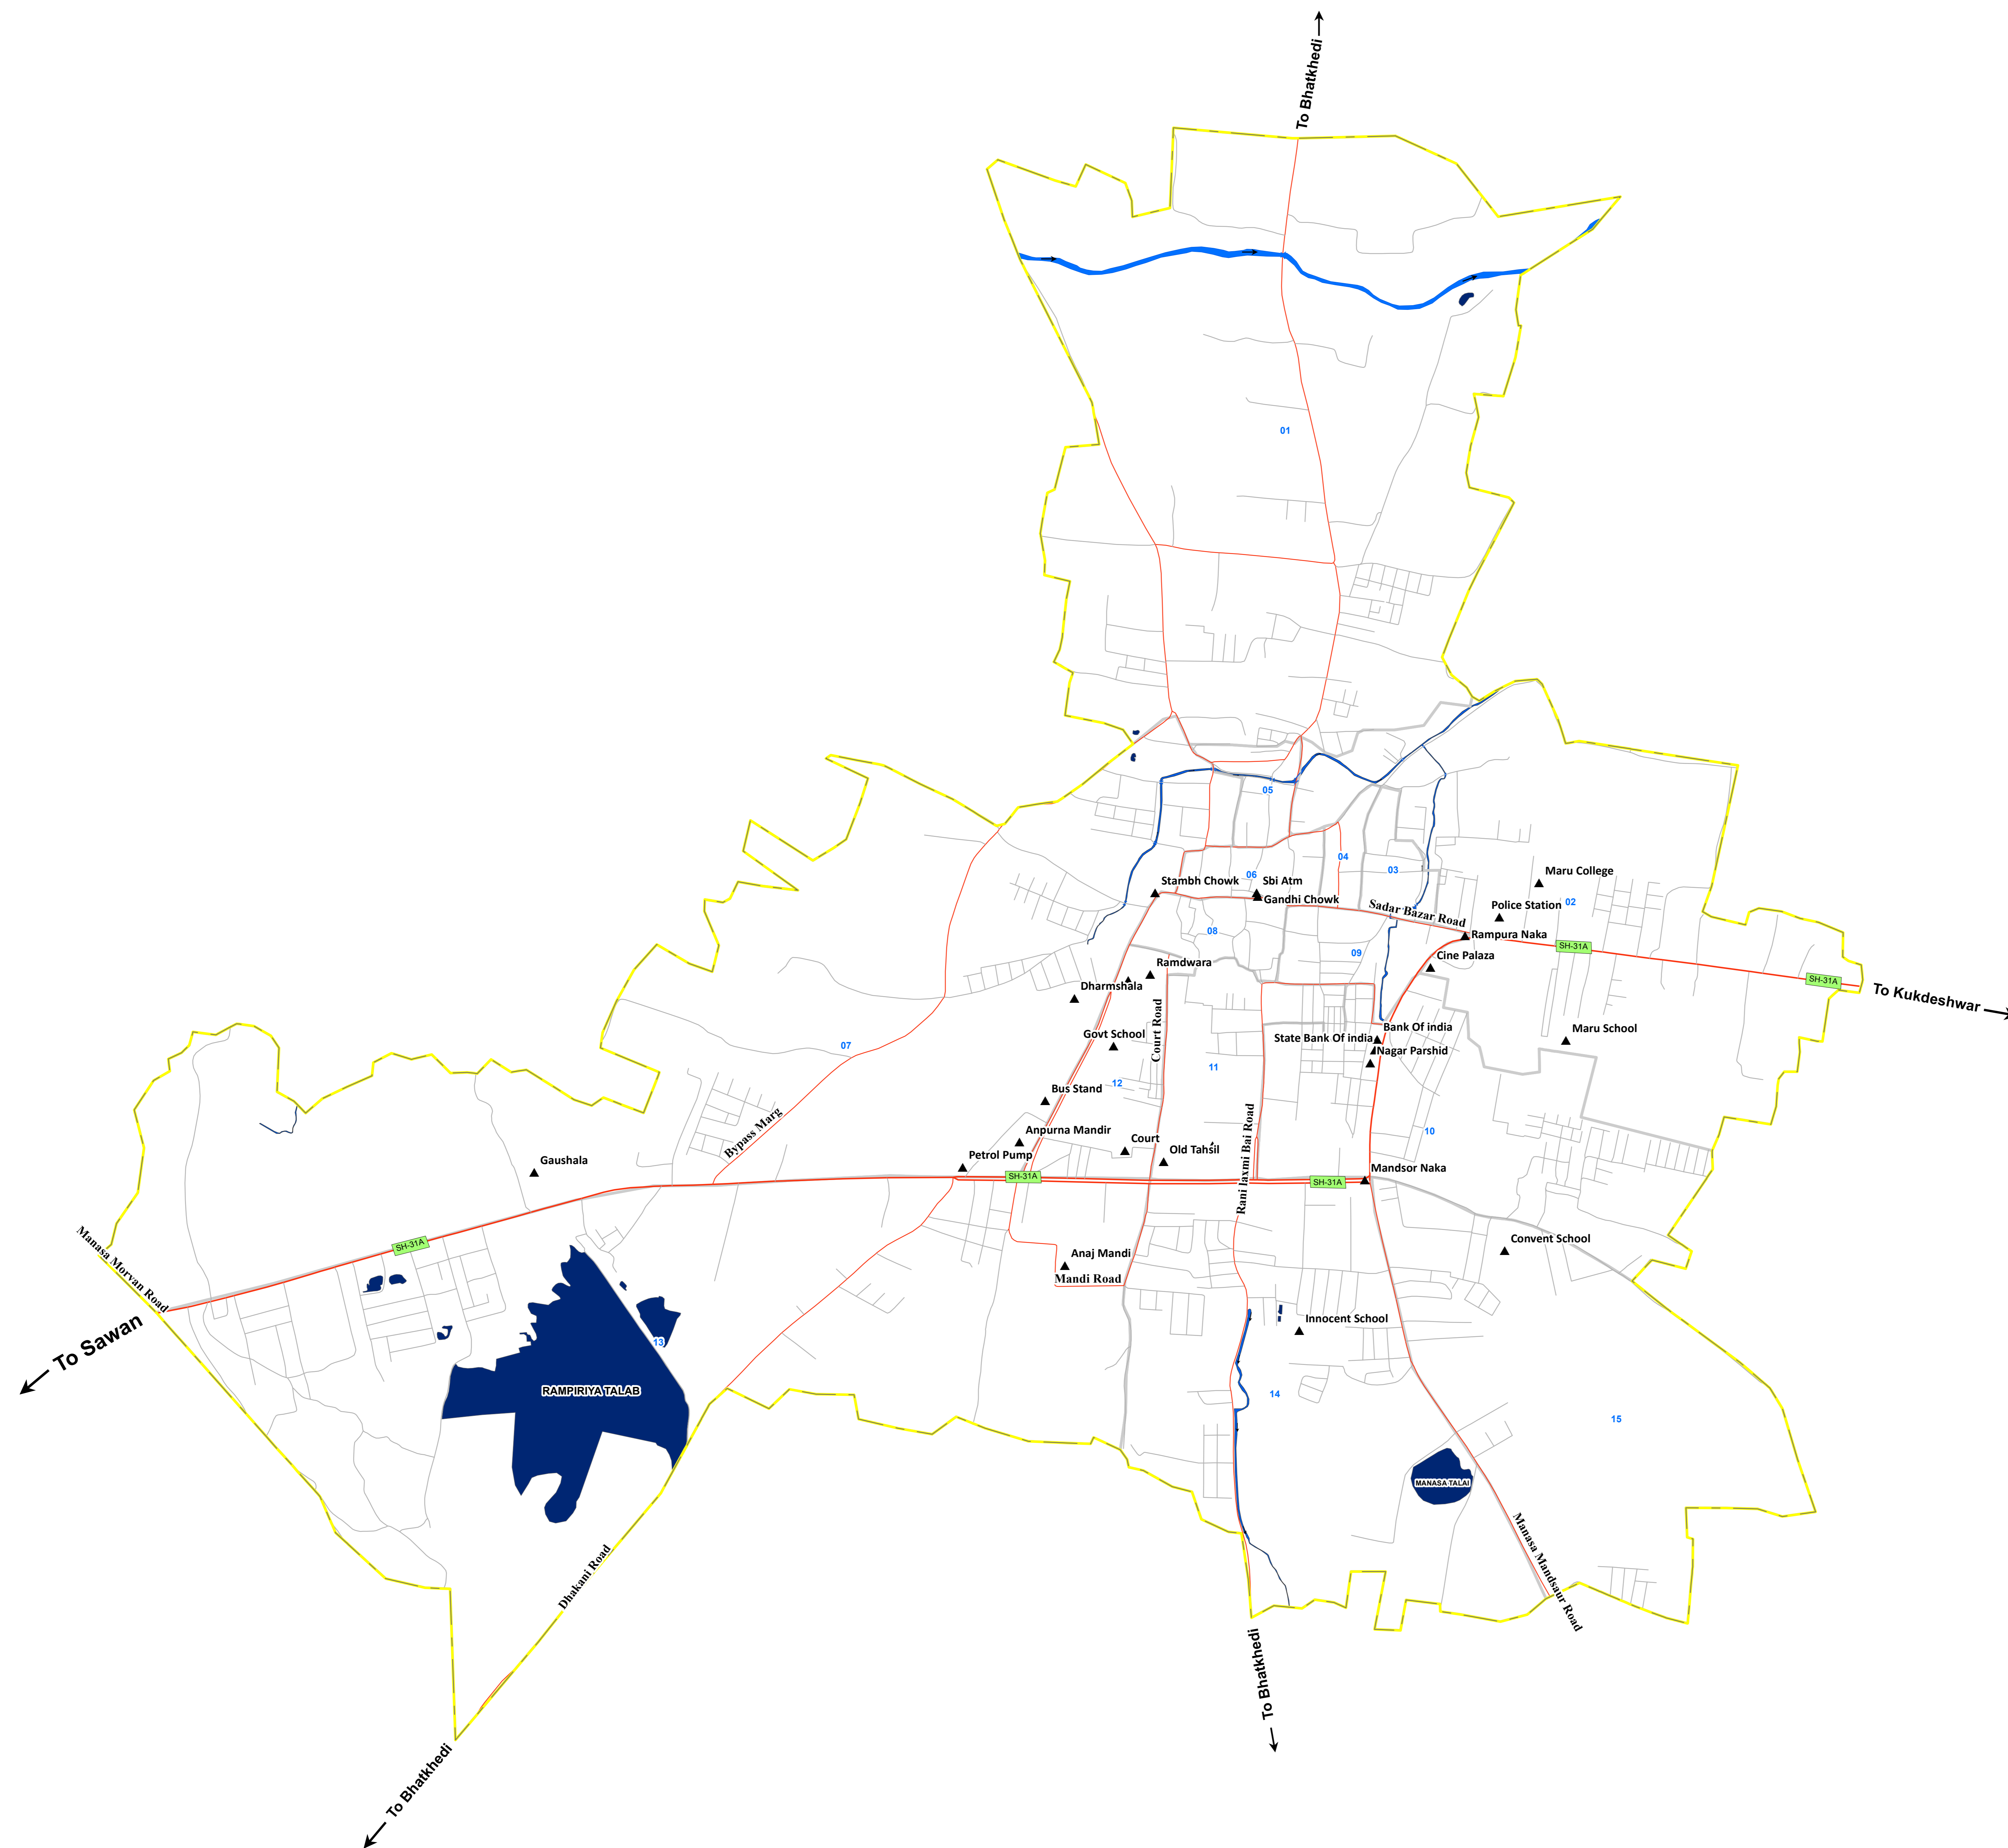 To Bhatkhedi
01
05
04
03
06
Stambh Chowk
Sbi Atm
Gandhi Chowk
Maru College
02
Police Station
Sadar Bazar Road
Rampura Naka
SH-31A
SH-31A
To Kukdeshwar
08
09
Cine Palaza
Ramdwara
Dharmshala
Court Road
Govt School
Bank Of india
State Bank Of india
Nagar Parshid
Maru School
07
11
12
Bus Stand
10
Bypass Marg
Rani laxmi Bai Road
Anpurna Mandir
Court
Old Tahsil
Petrol Pump
Gaushala
SH-31A
SH-31A
Mandsor Naka
SH-31A
Manasa Morvan Road
To Sawan
Anaj Mandi
Mandi Road
Convent School
Innocent School
13
RAMPIRIYA TALAB
14
15
MANASA TALAI
Manasa Mandsaur Road
Dhakani Road
To Bhatkhedi
To Bhatkhedi